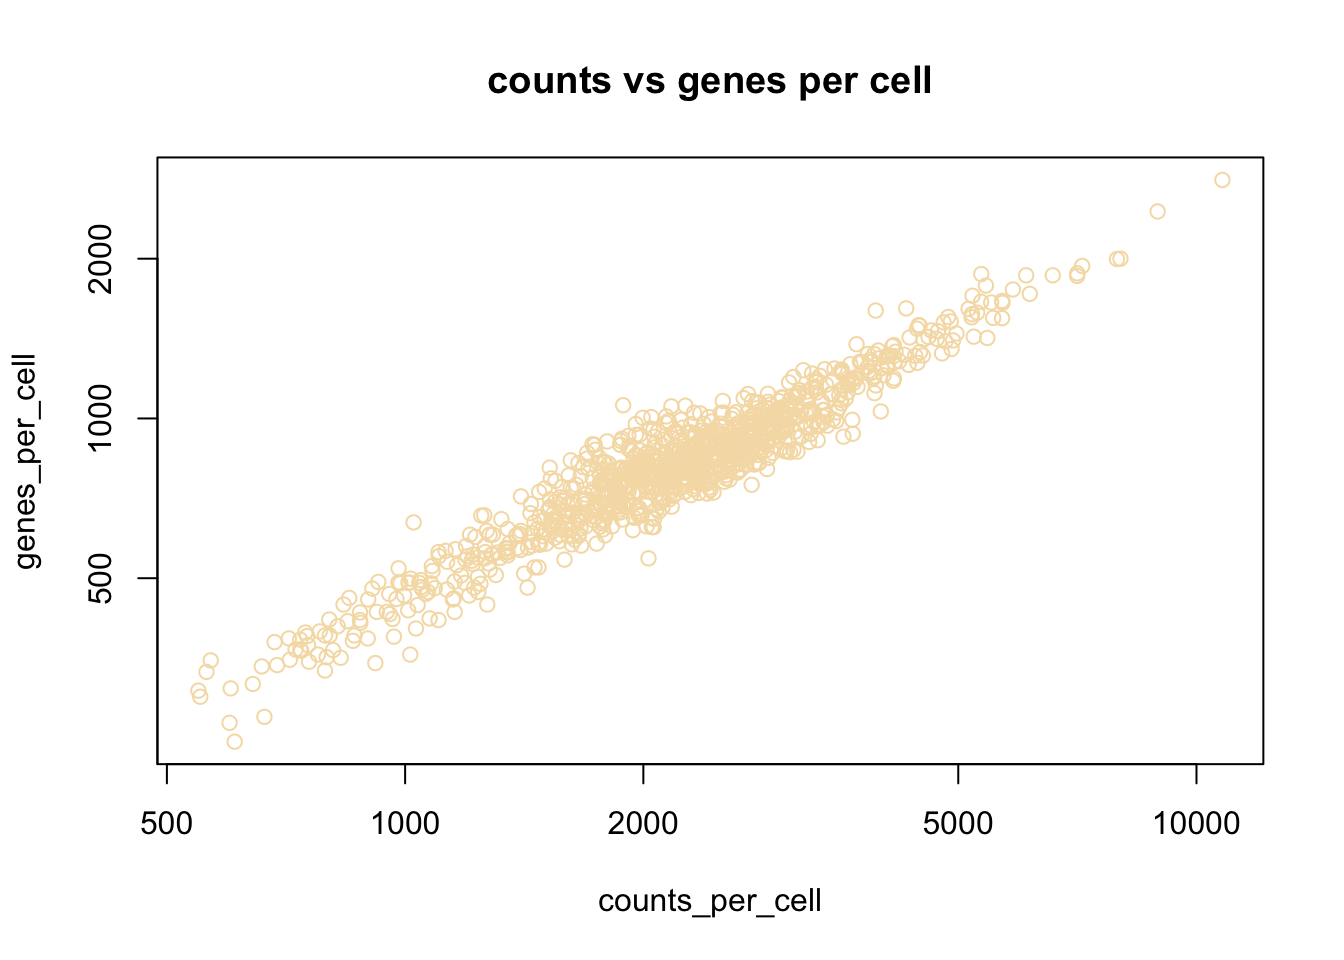 counts vs genes per cell
genes_per_cell
2000
1000
500
500 1000 2000 5000 10000
counts_per_cell